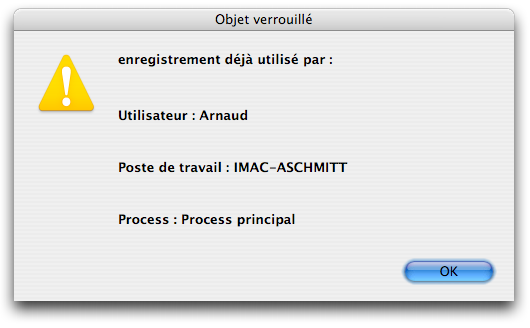 Objet verrouillé
enregistrement déjà utilisé par :
Utilisateur : Arnaud
Poste de travail : IMAC-ASCHMITT
Process : Process principal
OK